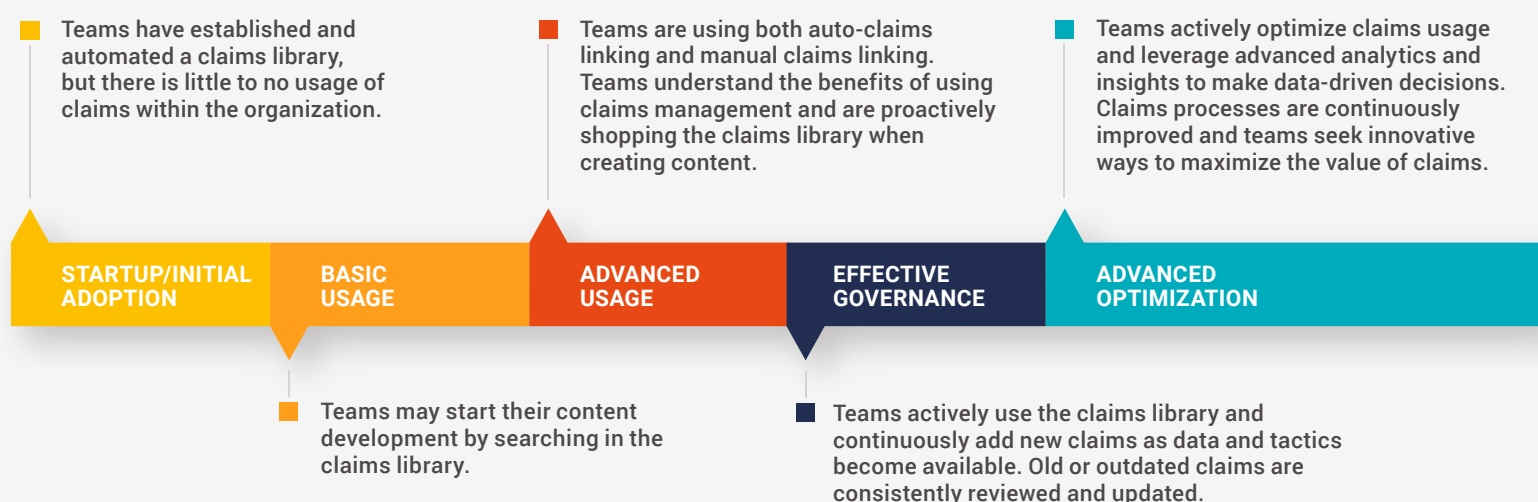 Teams have established and
automated a claims library,
but there is little to no usage of
claims within the organization.
Teams are using both auto-claims
linking and manual claims linking.
Teams understand the benefits of using
claims management and are proactively
shopping the claims library when
creating content.
Teams actively optimize claims usage
and leverage advanced analytics and
insights to make data-driven decisions.
Claims processes are continuously
improved and teams seek innovative
ways to maximize the value of claims.
STARTUP/INITIAL
ADOPTION
BASIC
USAGE
ADVANCED
USAGE
EFFECTIVE
GOVERNANCE
ADVANCED
OPTIMIZATION
Teams may start their content
development by searching in the
claims library.
Teams actively use the claims library and
continuously add new claims as data and tactics
become available. Old or outdated claims are
consistently reviewed and updated.